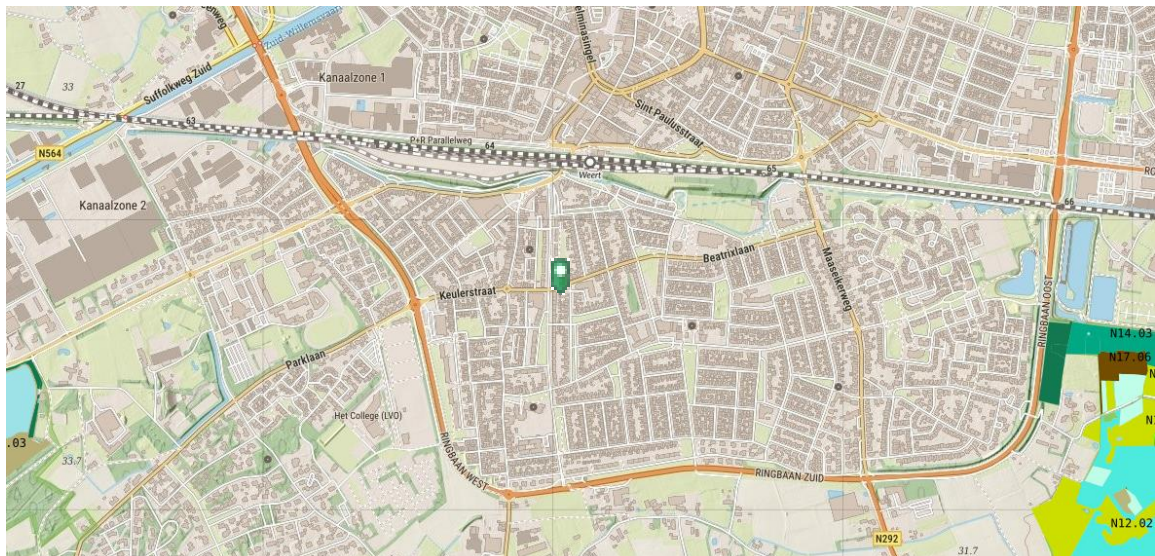 Zuid-Willemsvaart
Kanaalzone 1
27
33
Suffolkweg Zuid
63
Sint Paulusstraat
P+R Parallelweg
64
Weert
65
N564
66
Kanaalzone 2
Beatrixlaan
Maaseikerweg
Keulerstraat
RINGBAAN OOST
N14.03
N17.06
Parklaan
Het College (LVO)
.03
33.7
RINGBAAN WEST
RINGBAAN ZUID
N12.02
N292
31.7